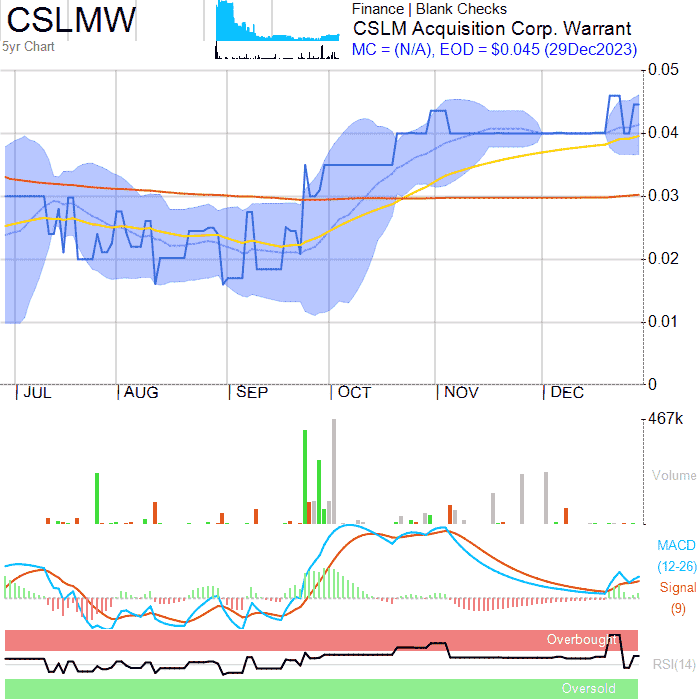 CSLMW
5yr Chart
Finance | Blank Checks
CSLM Acquisition Corp. Warrant
MC = (N/A), EOD = $0.045 (29Dec2023)
0.05
0.04
0.03
0.02
0.01
0
JUL AUG SEP OCT NOV DEC
467k
Volume
MACD
(12-26)
Signal
(9)
Overbought
RSI(14)
Oversold